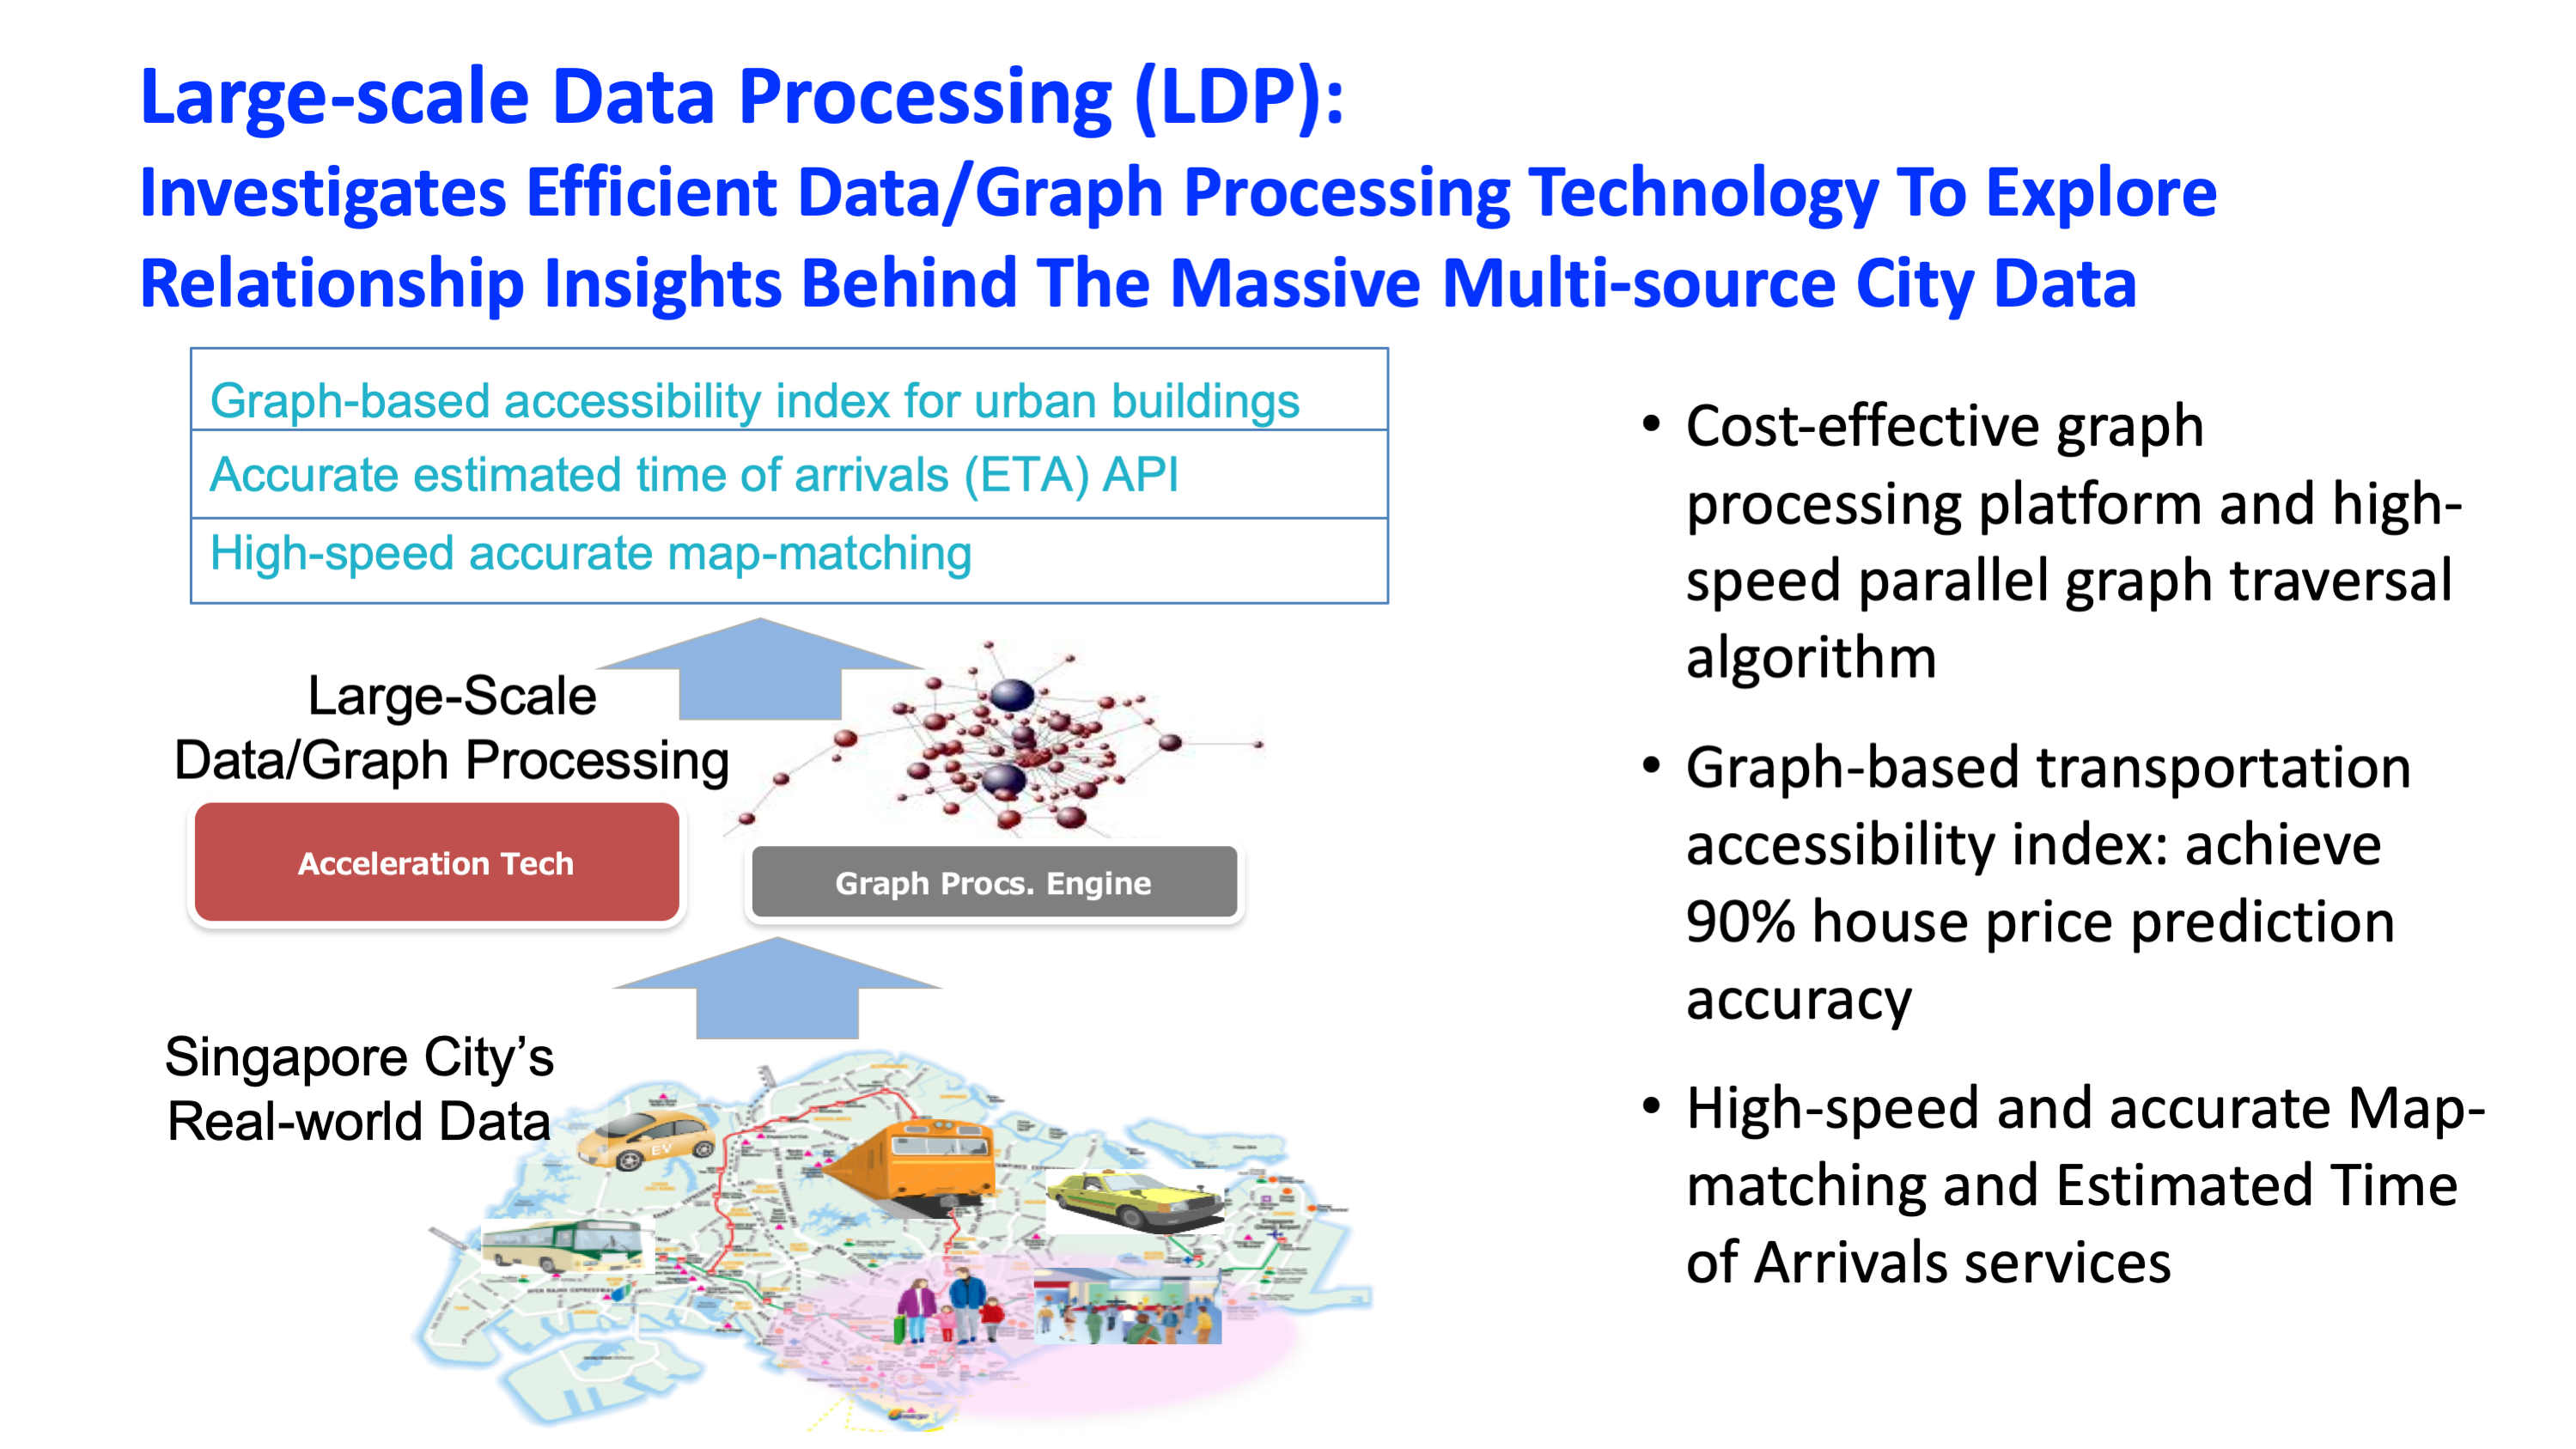 Large-scale Data Processing (LDP):
Investigates Efficient Data/Graph Processing Technology To Explore
Relationship Insights Behind The Massive Multi-source City Data
Graph-based accessibility index for urban buildings
Accurate estimated time of arrivals (ETA) API
High-speed accurate map-matching
Large-Scale
Data/Graph Processing
Acceleration Tech
Graph Procs. Engine
Singapore City’s
Real-world Data
EV
• Cost-effective graph
processing platform and high-
speed parallel graph traversal
algorithm
• Graph-based transportation
accessibility index: achieve
90% house price prediction
accuracy
• High-speed and accurate Map-
matching and Estimated Time
of Arrivals services